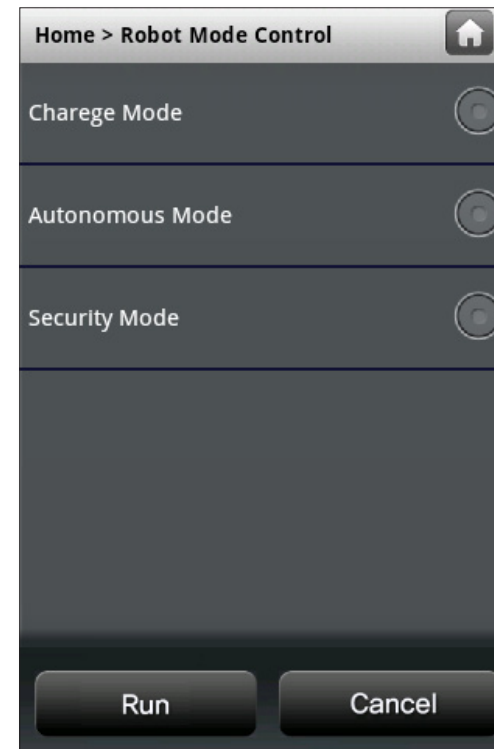 Home > Robot Mode Control
Charege Mode
Autonomous Mode
Security Mode
Run
Cancel